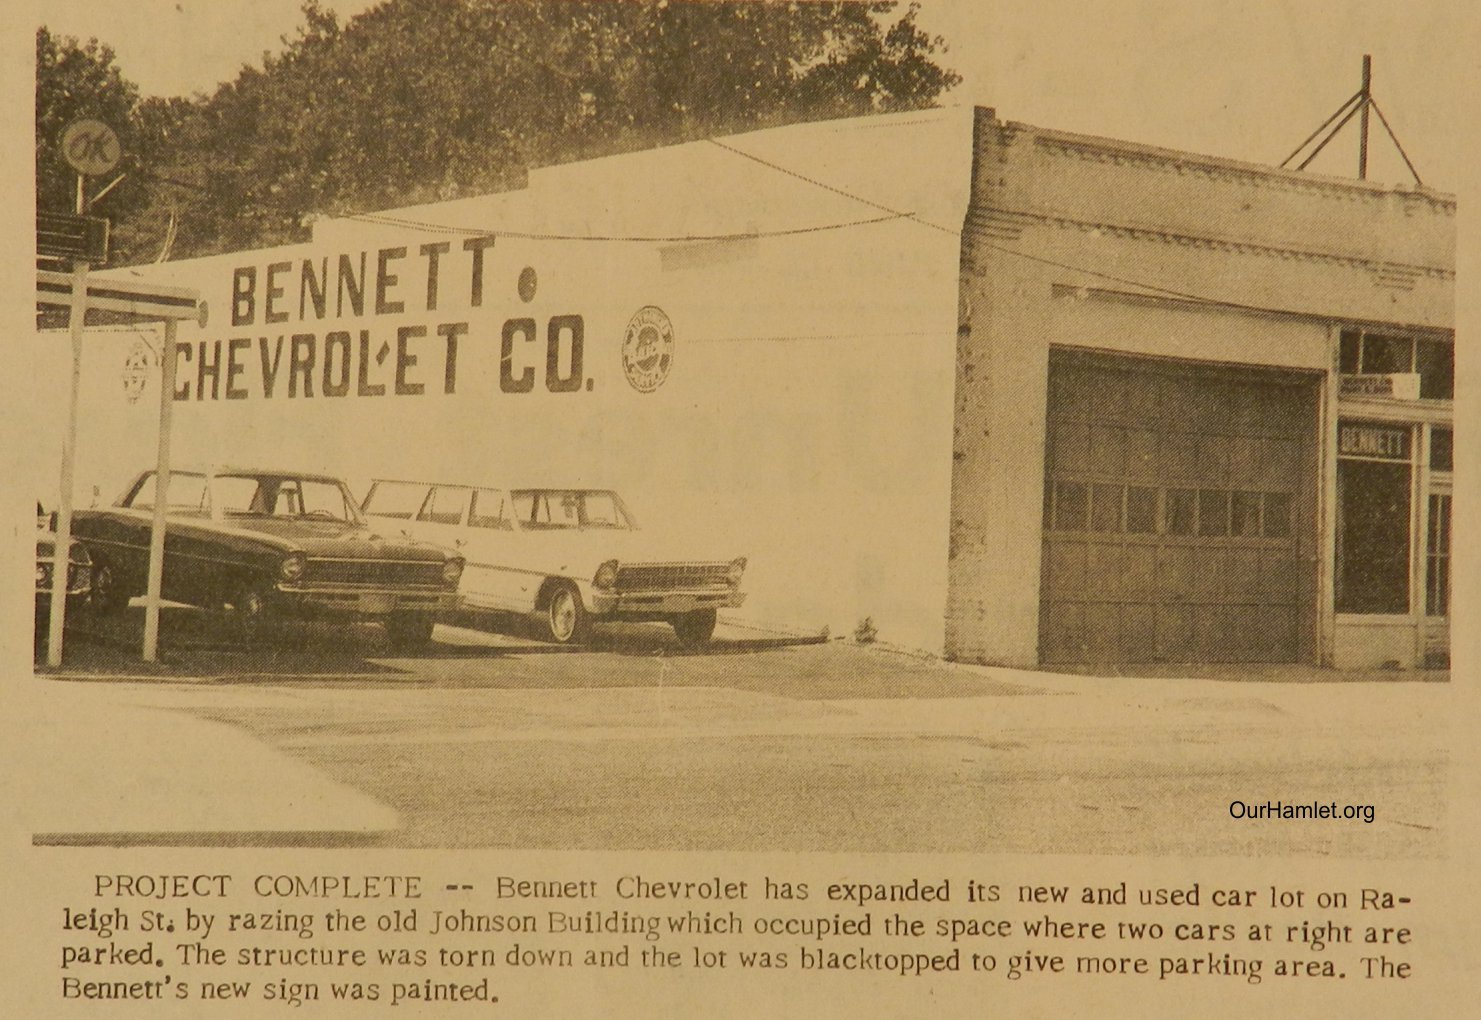 OK
BENNETT
CHEVROLET CO.
BENNETT
OurHamlet.org
PROJECT COMPLETE -- Bennett Chevrolet has expanded its new and used car lot on Ra-
leigh St. by razing the old Johnson Building which occupied the space where two cars at right are
parked. The structure was torn down and the lot was blacktopped to give more parking area. The
Bennett's new sign was painted.